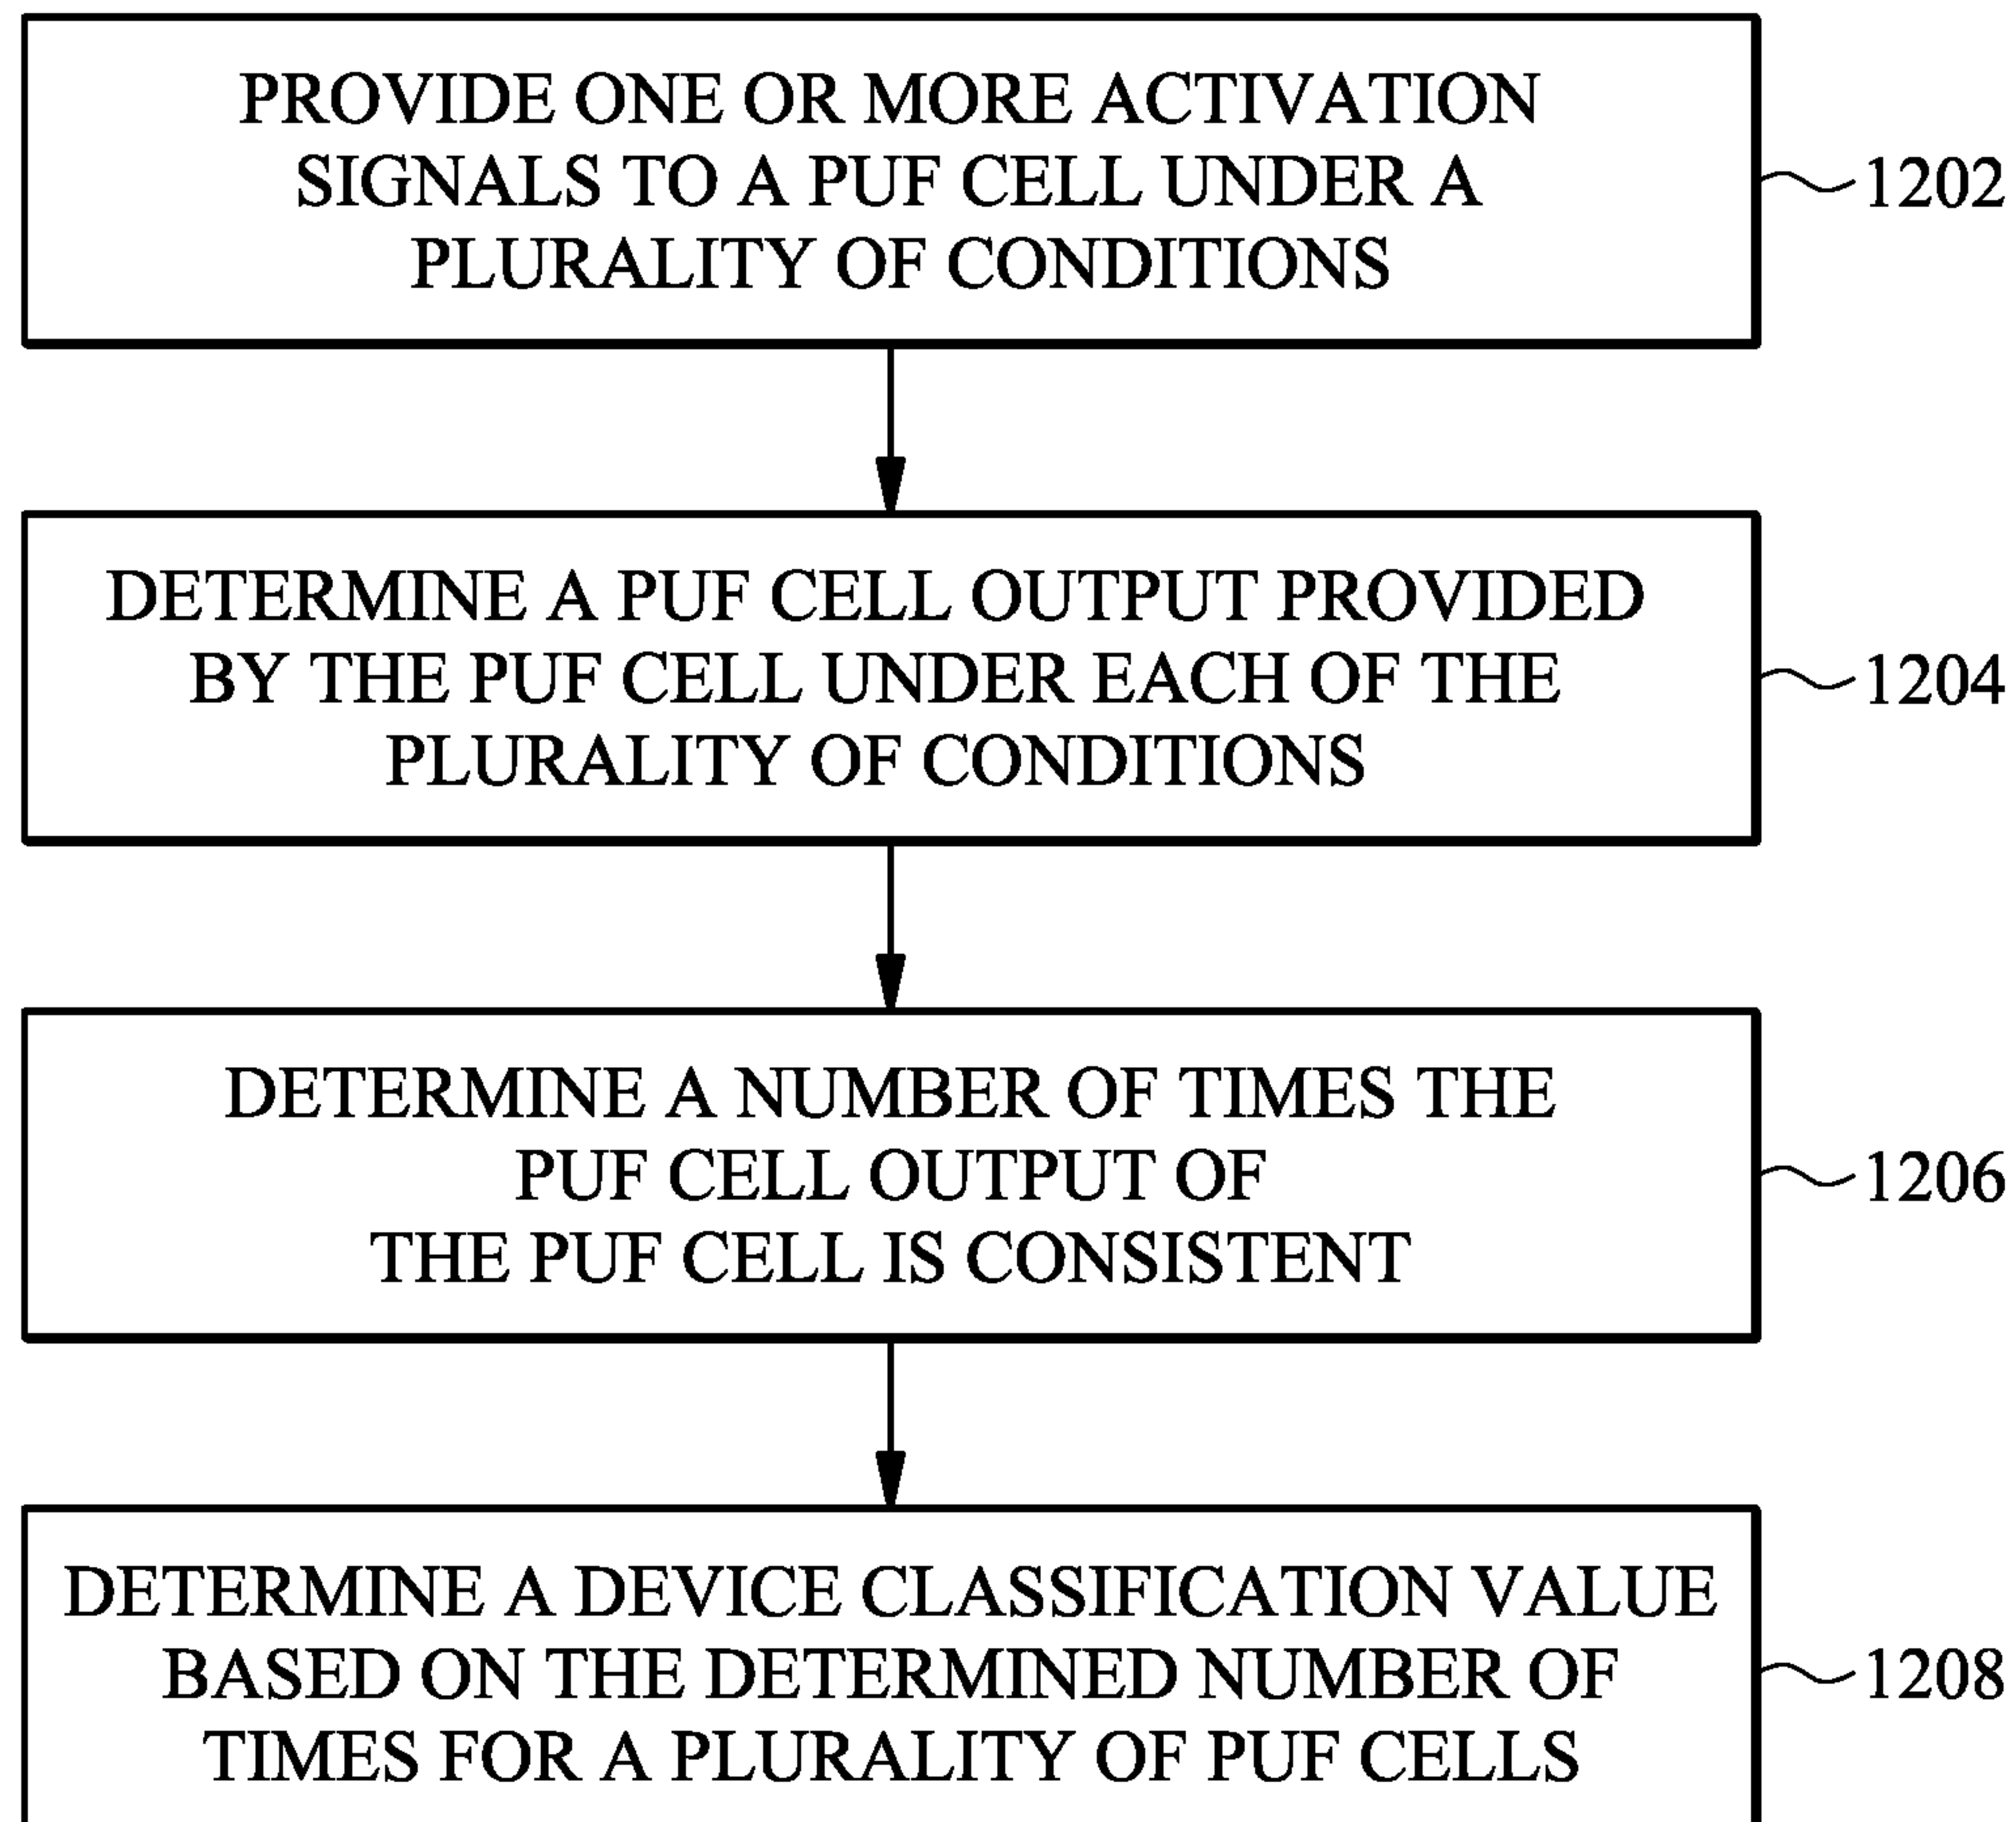 PROVIDE ONE OR MORE ACTIVATION
SIGNALS TO A PUF CELL UNDER A
PLURALITY OF CONDITIONS
1202
DETERMINE A PUF CELL OUTPUT PROVIDED
BY THE PUF CELL UNDER EACH OF THE
PLURALITY OF CONDITIONS
1204
DETERMINE A NUMBER OF TIMES THE
PUF CELL OUTPUT OF
THE PUF CELL IS CONSISTENT
1206
DETERMINE A DEVICE CLASSIFICATION VALUE
BASED ON THE DETERMINED NUMBER OF
TIMES FOR A PLURALITY OF PUF CELLS
1208